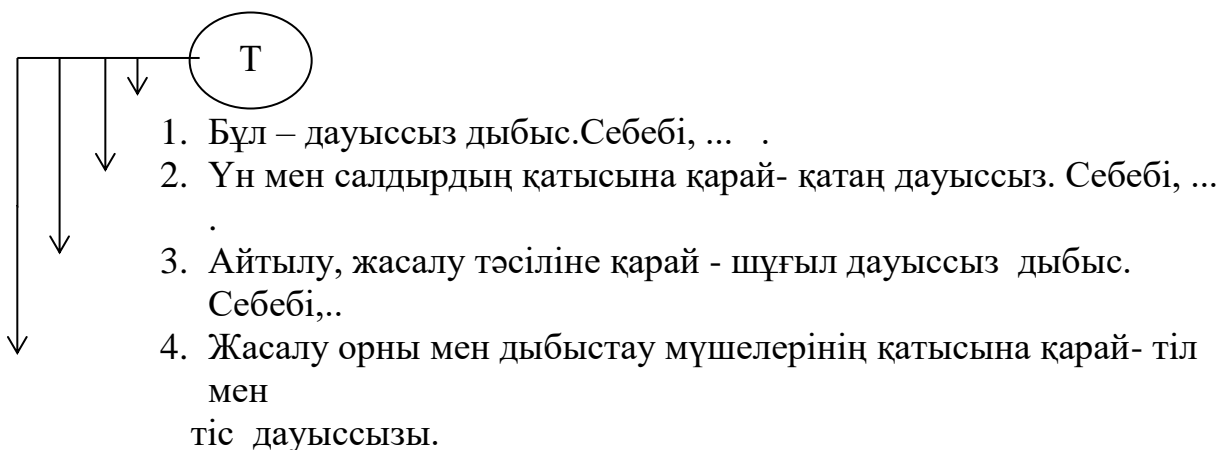 Т
1. Бұл – дауыссыз дыбыс.Себебі, ... .
2. Үн мен салдырдың қатысына қарай- қатаң дауыссыз. Себебі, ...
.
3. Айтылу, жасалу тәсіліне қарай - шұғыл дауыссыз дыбыс.
Себебі,..
4. Жасалу орны мен дыбыстау мүшелерінің қатысына қарай- тіл
мен
тіс дауыссызы.